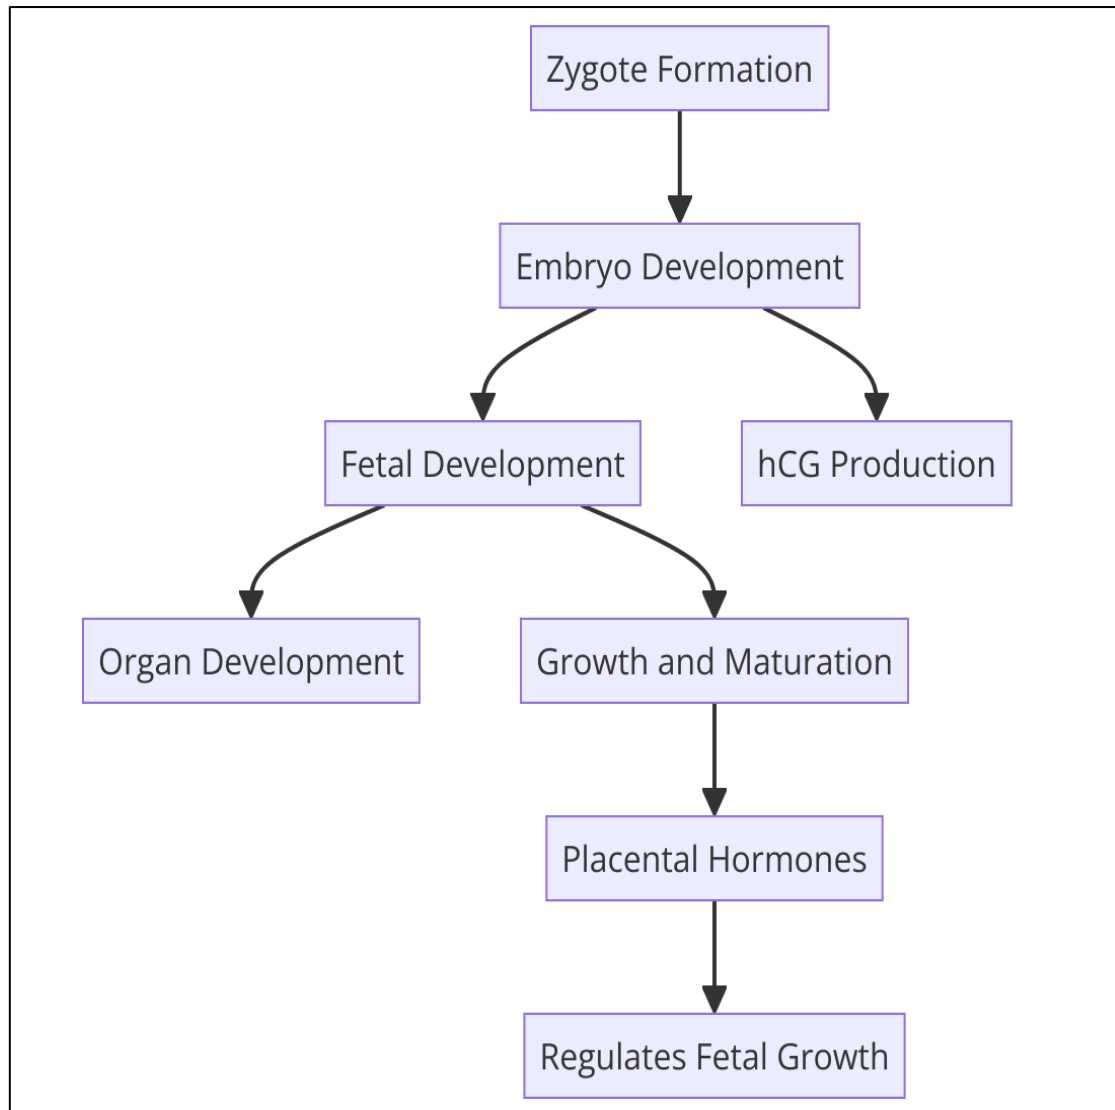 Zygote Formation
Embryo Development
Fetal Development
hCG Production
Organ Development
Growth and Maturation
Placental Hormones
Regulates Fetal Growth